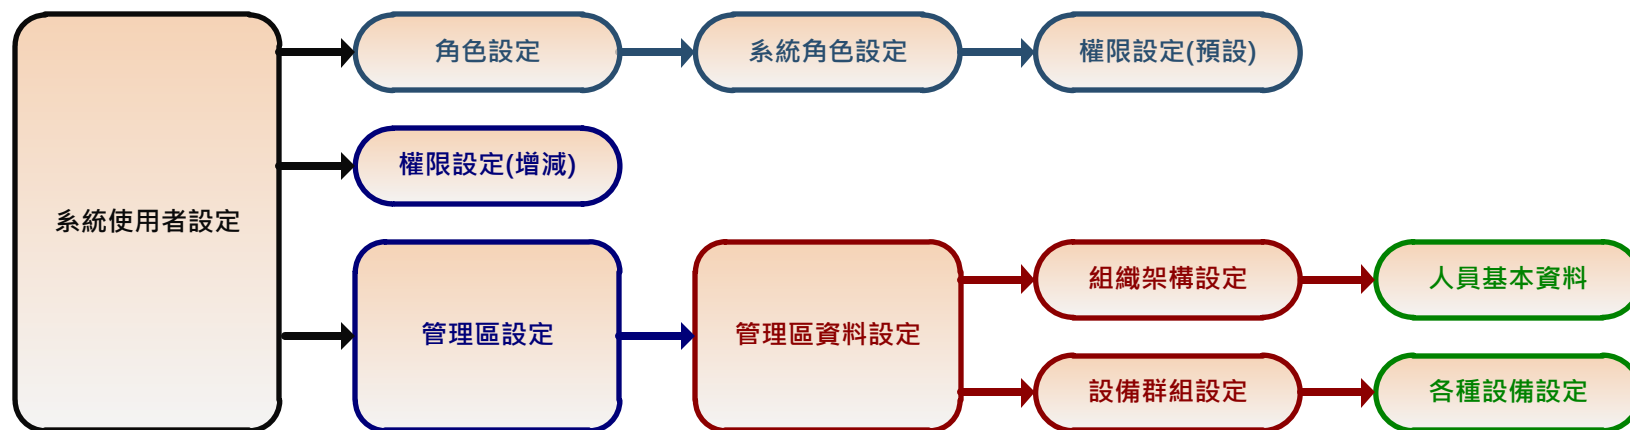 角色設定
系統角色設定
權限設定(預設)
權限設定(增減)
系統使用者設定
組織架構設定
人員基本資料
管理區設定
管理區資料設定
設備群組設定
各種設備設定